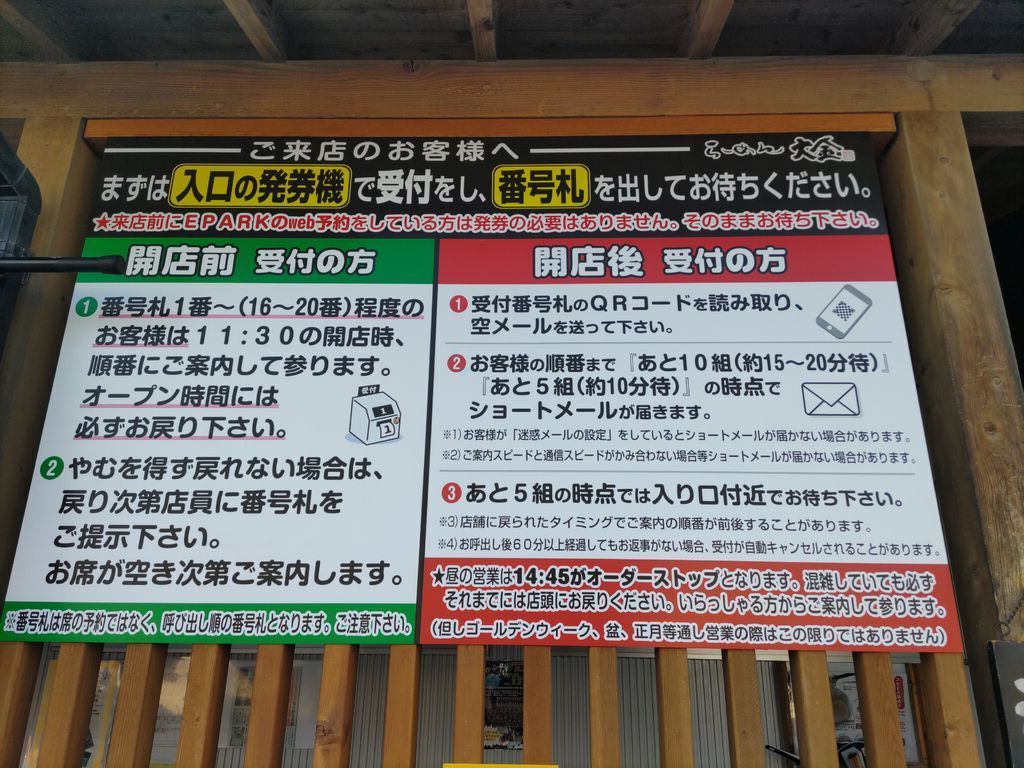 ご来店のお客様へ
らーめん 大金
まずは入口の発券機で受付をし、番号札を出してお待ちください。
★来店前にEPARKのweb予約をしている方は発券の必要はありません。そのままお待ち下さい。
開店前 受付の方
1 番号札1番~(16~20番)程度の
お客様は11:30の開店時、
順番にご案内して参ります。
オープン時間には
必ずお戻り下さい。
受付
1
1
2 やむを得ず戻れない場合は、
戻り次第店員に番号札を
ご提示下さい。
お席が空き次第ご案内します。
※番号札は席の予約ではなく、呼び出し順の番号札となります。ご注意下さい。
開店後 受付の方
1 受付番号札のQRコードを読み取り、
空メールを送って下さい。
2 お客様の順番まで『あと10組(約15~20分待)』
『あと5組(約10分待)』の時点で
ショートメールが届きます。
※1)お客様が「迷惑メールの設定」をしているとショートメールが届かない場合があります。
※2)ご案内スピードと通信スピードがかみ合わない場合等ショートメールが届かない場合があります。
3 あと5組の時点では入り口付近でお待ち下さい。
※3)店舗に戻られたタイミングでご案内の順番が前後することがあります。
※4)お呼出し後60分以上経過してもお返事がない場合、受付が自動キャンセルされることがあります。
★昼の営業は14:45がオーダーストップとなります。混雑していても必ず
それまでには店頭にお戻りください。いらっしゃる方からご案内して参ります。
(但しゴールデンウィーク、盆、正月等通し営業の際はこの限りではありません)